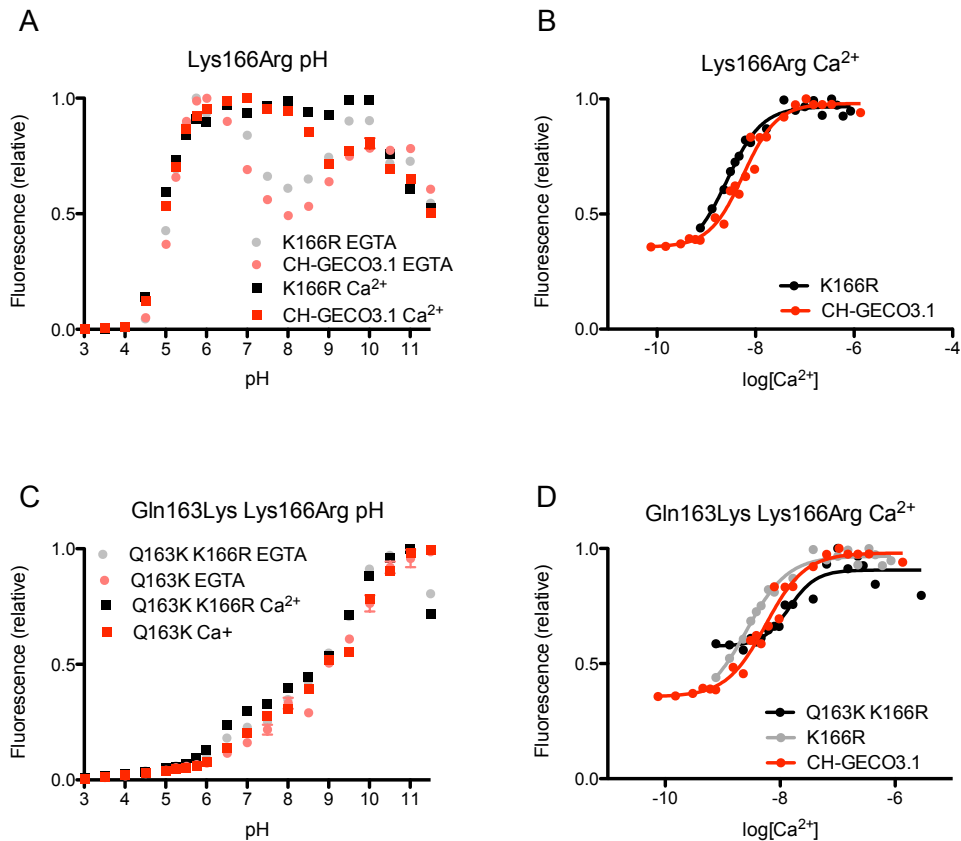 A
Lys166Arg pH
Fluorescence (relative)
1.0
0.5
0.0
K166R EGTA
CH-GECO3.1 EGTA
K166R Ca²⁺
CH-GECO3.1 Ca²⁺
3 4 5 6 7 8 9 10 11
pH
B
Lys166Arg Ca²⁺
Fluorescence (relative)
1.0
0.5
0.0
K166R
CH-GECO3.1
-10 -8 -6 -4
log[Ca²⁺]
C
Gln163Lys Lys166Arg pH
Fluorescence (relative)
1.0
0.5
0.0
Q163K K166R EGTA
Q163K EGTA
Q163K K166R Ca²⁺
Q163K Ca+
3 4 5 6 7 8 9 10 11
pH
D
Gln163Lys Lys166Arg Ca²⁺
Fluorescence (relative)
1.0
0.5
0.0
Q163K K166R
K166R
CH-GECO3.1
-10 -8 -6
log[Ca²⁺]